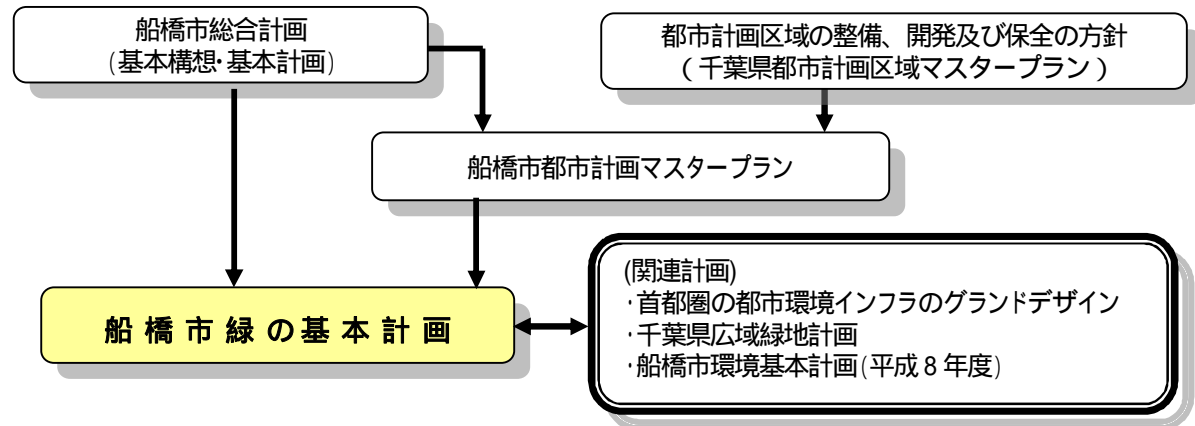 船橋市総合計画
(基本構想・基本計画)
都市計画区域の整備、開発及び保全の方針
（千葉県都市計画区域マスタープラン）
船橋市都市計画マスタープラン
船橋市緑の基本計画
(関連計画)
・首都圏の都市環境インフラのグランドデザイン
・千葉県広域緑地計画
・船橋市環境基本計画(平成８年度)